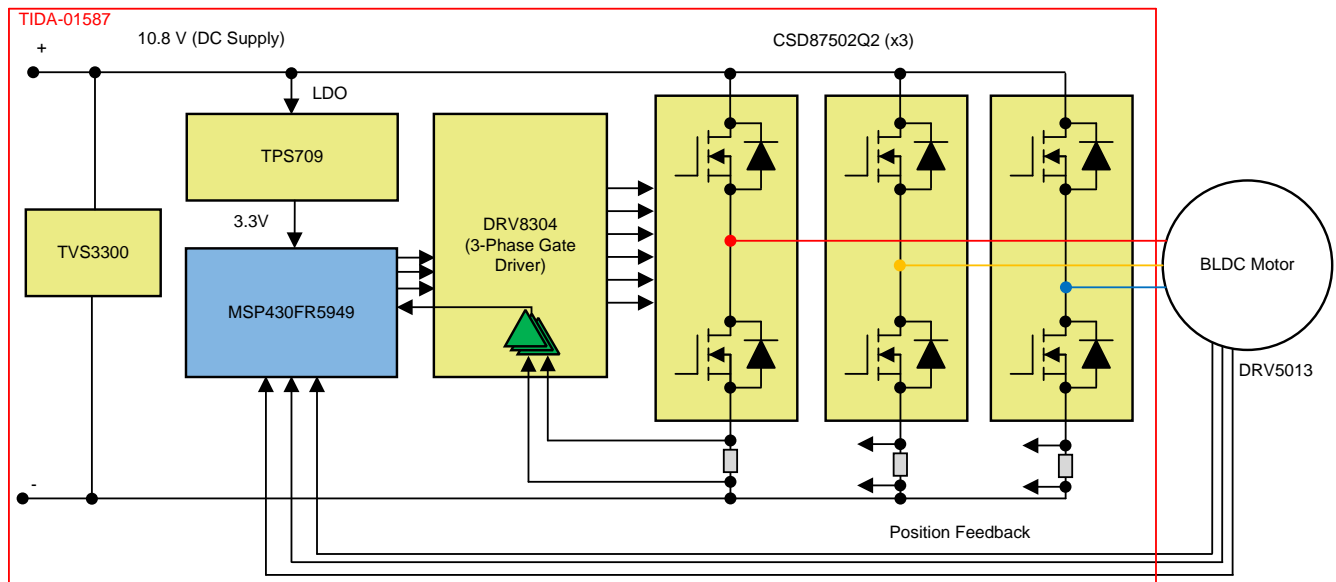 TIDA-01587
10.8 V (DC Supply)
CSD87502Q2 (x3)
+
LDO
TPS709
3.3V
DRV8304
(3-Phase Gate
Driver)
TVS3300
MSP430FR5949
BLDC Motor
DRV5013
-
Position Feedback